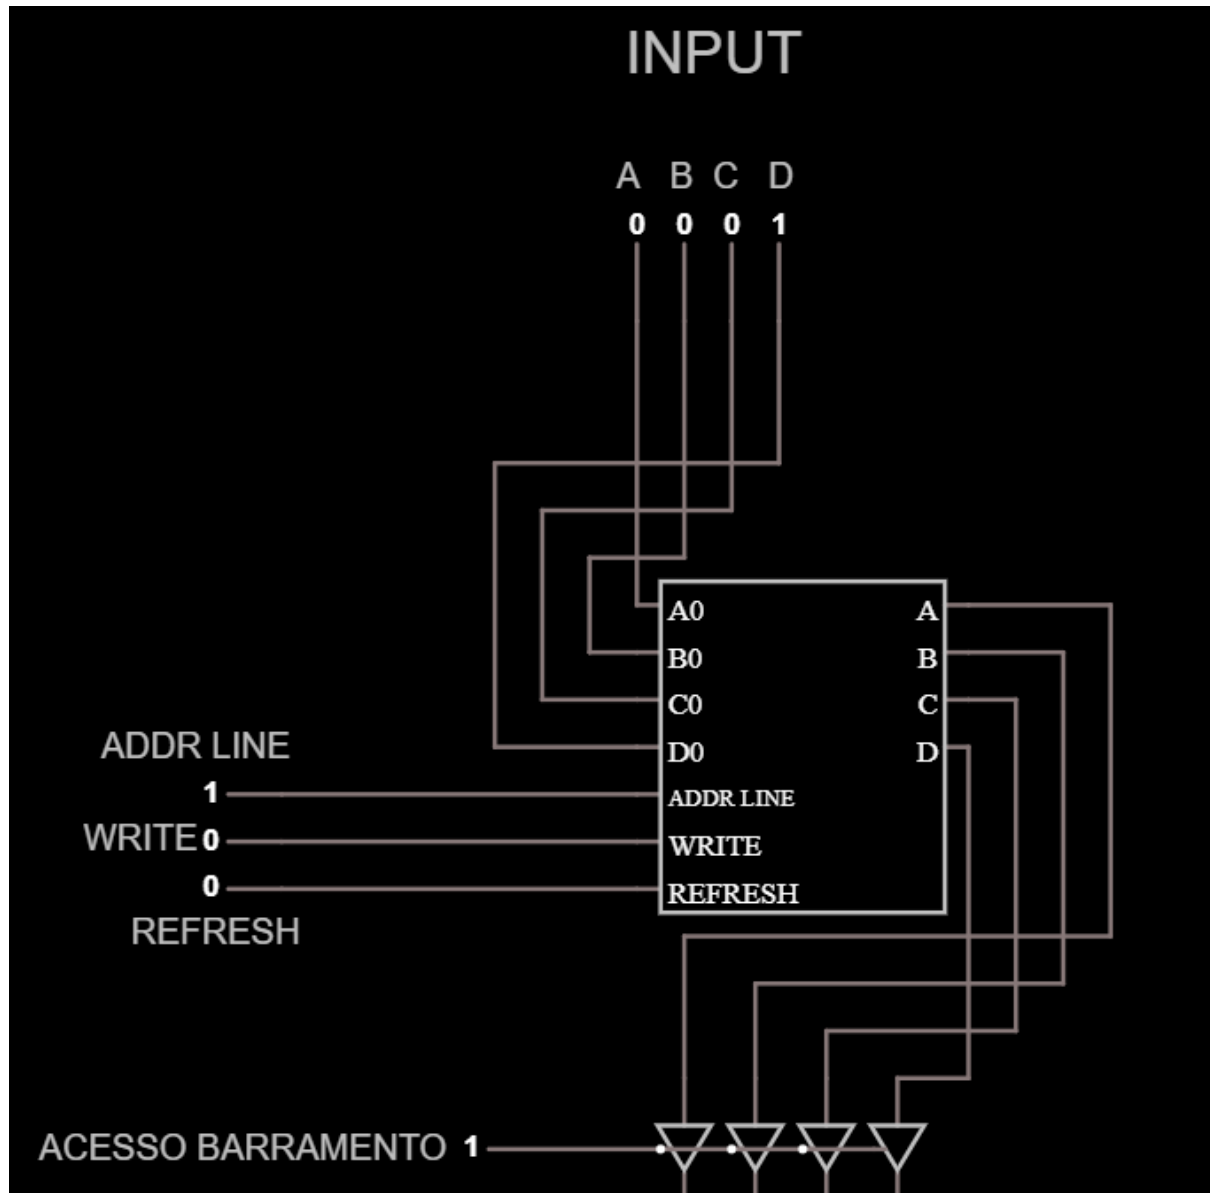 INPUT
A B C D
0 0 0 1
A0 A
B0 B
C0 C
ADDR LINE
D0 D
1 ADDR LINE
WRITE 0 WRITE
0 REFRESH
REFRESH
ACESSO BARRAMENTO 1